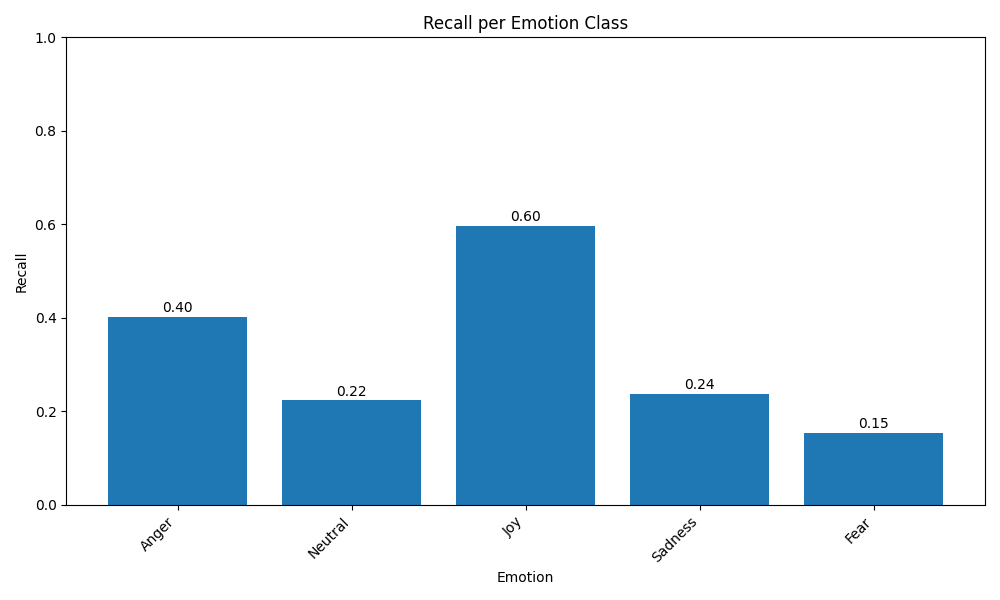 Recall per Emotion Class
1.0
0.8
0.6
0.4
0.2
0.0
Recall
0.40
0.22
0.60
0.24
0.15
Anger
Neutral
Joy
Sadness
Fear
Emotion